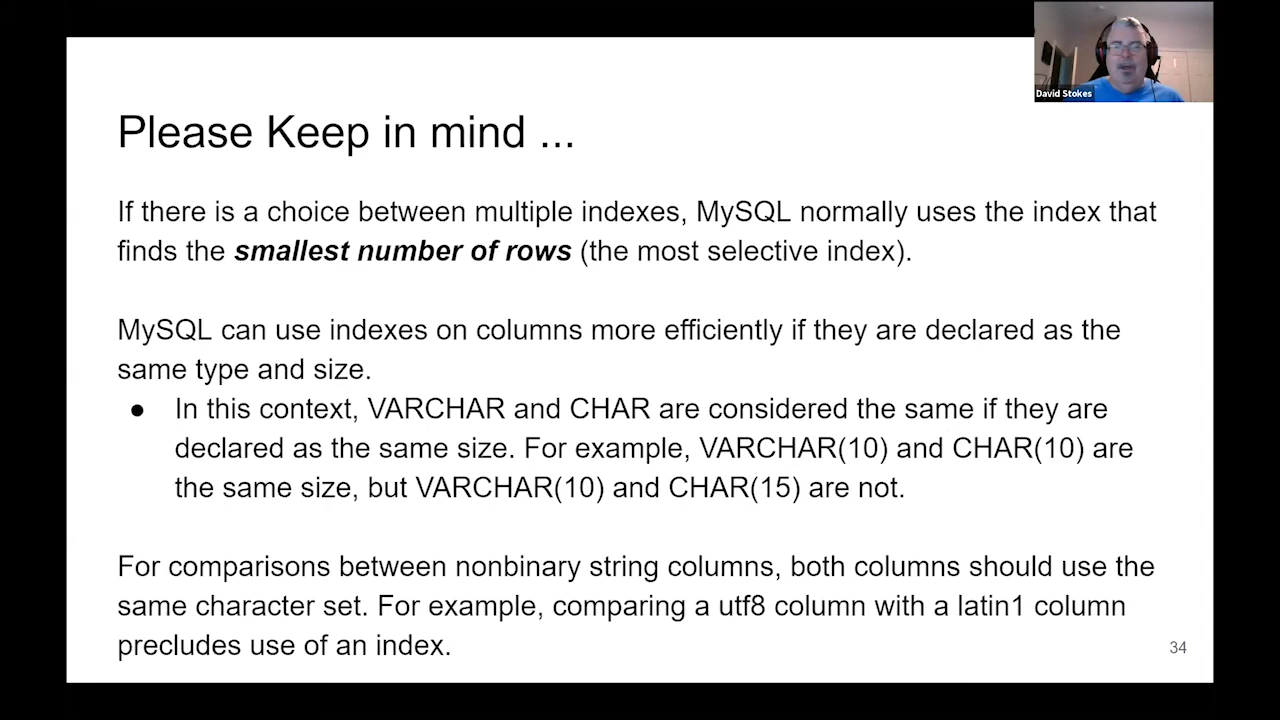 David Stokes
Please Keep in mind ...
If there is a choice between multiple indexes, MySQL normally uses the index that
finds the smallest number of rows (the most selective index).
MySQL can use indexes on columns more efficiently if they are declared as the
same type and size.
● In this context, VARCHAR and CHAR are considered the same if they are
declared as the same size. For example, VARCHAR(10) and CHAR(10) are
the same size, but VARCHAR(10) and CHAR(15) are not.
For comparisons between nonbinary string columns, both columns should use the
same character set. For example, comparing a utf8 column with a latin1 column
precludes use of an index.
34